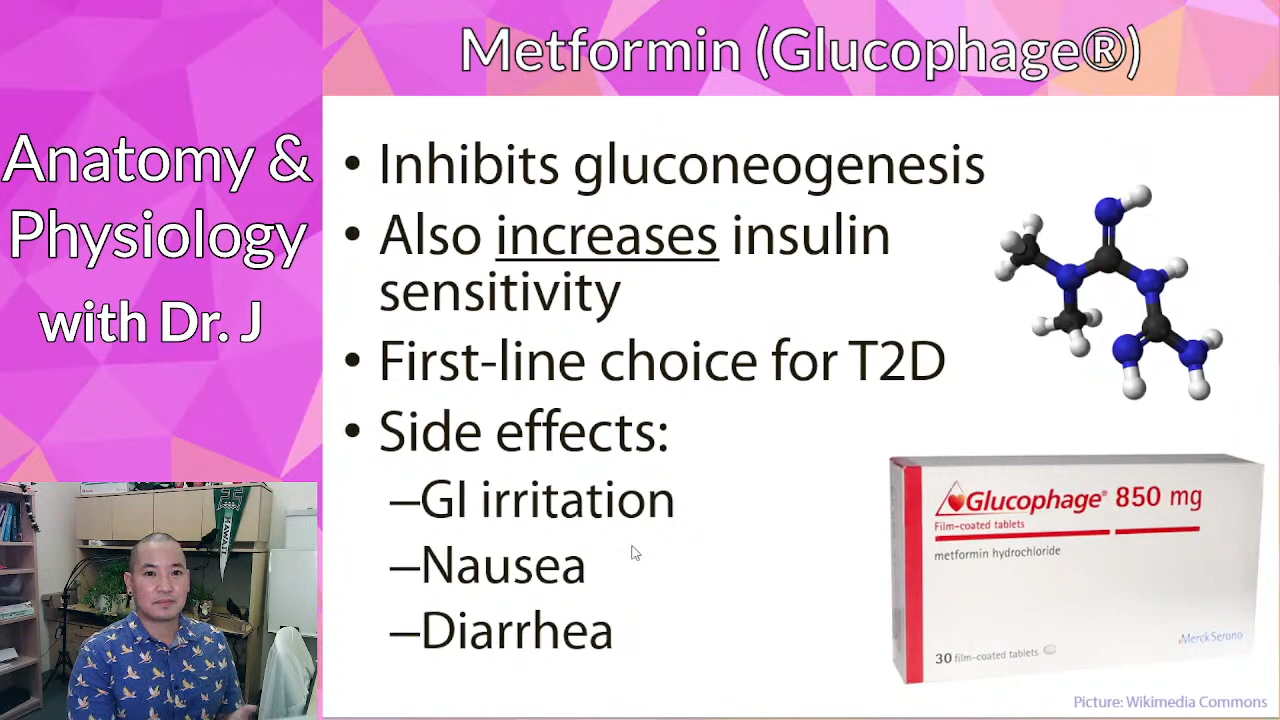 Metformin (Glucophage®)
Anatomy &
Physiology
with Dr. J
• Inhibits gluconeogenesis
• Also increases insulin
sensitivity
• First-line choice for T2D
• Side effects:
–GI irritation
–Nausea
–Diarrhea
Glucophage® 850 mg
Film-coated tablets
metformin hydrochloride
Merck Serono
30 film-coated tablets
Picture: Wikimedia Commons
H
HAWAII